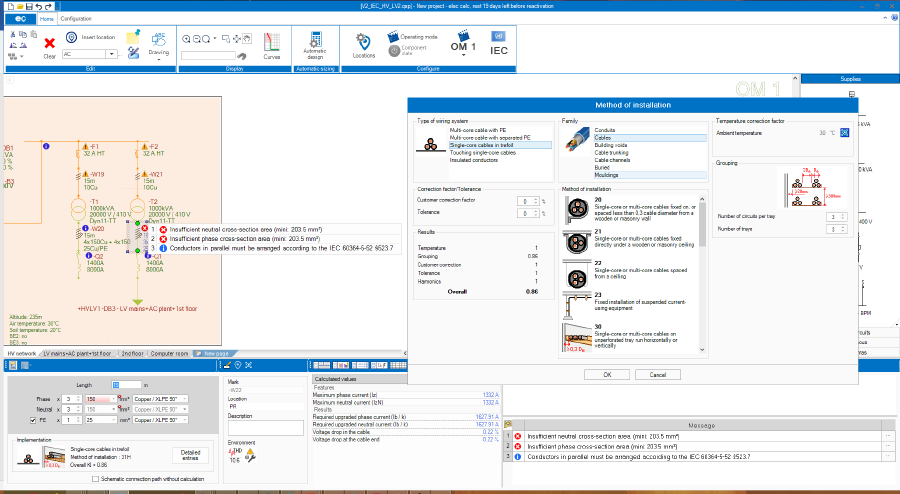 [V2_IEC_HV_LV2.qsp] - New project - elec calc, rest 19 days left before reactivation
ec
Home
Configuration
Clear
Insert location
AC
Drawing
Edit
Display
Curves
Automatic design
Automatic sizing
Locations
Operating mode
Component state
OM 1
IEC
Configure
OM 1
Supplies
kVA
kVA
BPM
-DB1
-F1
32 A HT
-F2
32 A HT
-W19
15m
10Cu
-W21
15m
10Cu
-T1
1000kVA
20000 V / 410 V
Dyn11-TT
-T2
1000kVA
20000 V / 410 V
Dyn11-TT
-W20
15m
4x150Cu + 4x150
25Cu/PE
-Q2
1400A
8000A
-Q1
1400A
8000A
1 Insufficient neutral cross-section area (mini: 203.5 mm²)
2 Insufficient phase cross-section area (mini: 203.5 mm²)
3 Conductors in parallel must be arranged according to the IEC 60364-5-52 §523.7
+HVLV1-DB3 - LV mains+AC plant+ 1st floor
Altitude: 235m
Air temperature: 30°C
Soil temperature: 20°C
BE2: no
BE3: no
HV network
LV mains+AC plant+1st floor
2nd floor
Computer room
New page
Method of installation
Type of wiring system
Multi-core cable with PE
Multi-core cable with separated PE
Single-core cables in trefoil
Touching single-core cables
Insulated conductors
Correction factor/Tolerance
Customer correction factor 0 %
Tolerance 0 %
Results
Temperature 1
Grouping 0.86
Customer correction 1
Tolerance 1
Harmonics 1
Overall 0.86
Family
Conduits
Cables
Building voids
Cable trunking
Cable channels
Buried
Mouldings
Method of installation
20
Single-core or multi-core cables fixed on, or spaced less than 0.3 cable diameter from a wooden or masonry wall
21
Single-core or multi-core cables fixed directly under a wooden or masonry ceiling
22
Single-core or multi-core cables spaced from a ceiling
23
Fixed installation of suspended current-using equipment
30
Single-core or multi-core cables on unperforated tray run horizontally or vertically
Temperature correction factor
Ambient temperature: 30 °C
Grouping
Number of circuits per tray 3
Number of trays 3
OK
Cancel
Length m
Phase x 3 150 mm² Copper / XLPE 90°
Neutral x 3 150 mm² Copper / XLPE 90°
PE x 1 25 mm² Copper / XLPE 90°
Implementation
Single-core cables in trefoil
Method of installation : 31H
Overall Kt = 0.86
Detailed entries
Schematic connection path without calculation
Mark
-W22
Location
PR
Description
Environment
THD
Calculated values
Features
Maximum phase current (Iz) 1332 A
Maximum neutral current (IzN) 1332 A
Results
Required upgraded phase current (Ib / k) 1627.91 A
Required upgraded neutral current (Ib / k) 1627.91 A
Voltage drop in the cable 0.22 %
Voltage drop at the cable end 0.22 %
Message
1 Insufficient neutral cross-section area (mini: 203.5 mm²)
2 Insufficient phase cross-section area (mini: 203.5 mm²)
3 Conductors in parallel must be arranged according to the IEC 60364-5-52 §523.7